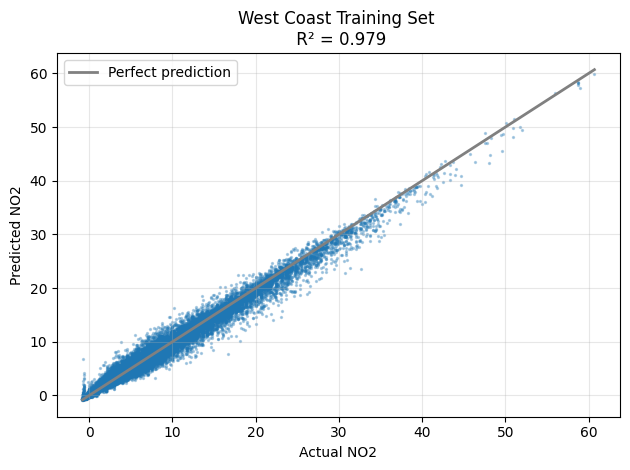 West Coast Training Set
R² = 0.979
Perfect prediction
60
50
40
30
20
10
0
Predicted NO2
0 10 20 30 40 50 60
Actual NO2